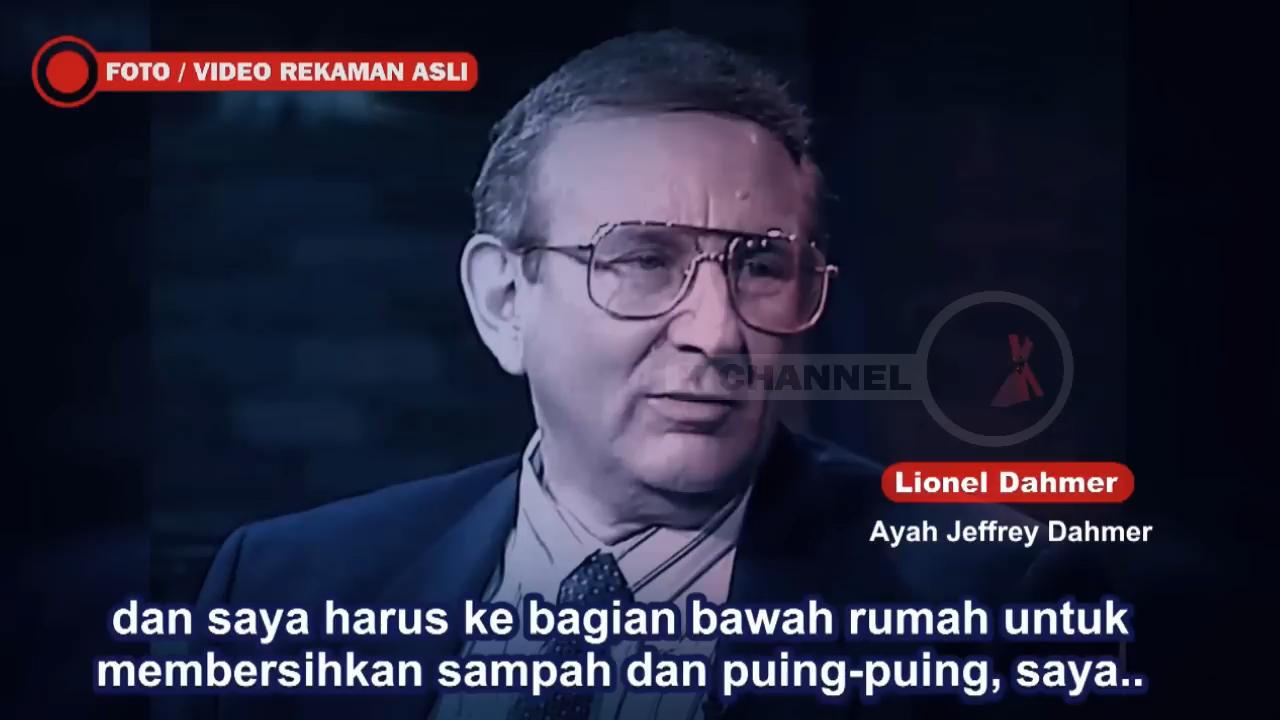 FOTO / VIDEO REKAMAN ASLI
CHANNEL
Lionel Dahmer
Ayah Jeffrey Dahmer
dan saya harus ke bagian bawah rumah untuk
membersihkan sampah dan puing-puing, saya..